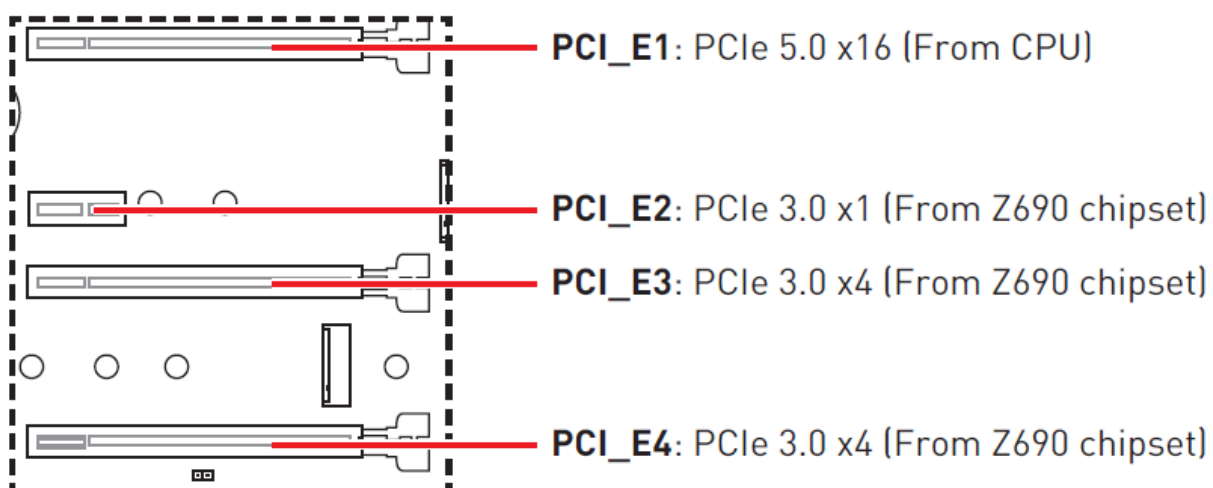 PCI_E1: PCIe 5.0 x16 (From CPU)
PCI_E2: PCIe 3.0 x1 (From Z690 chipset)
PCI_E3: PCIe 3.0 x4 (From Z690 chipset)
PCI_E4: PCIe 3.0 x4 (From Z690 chipset)